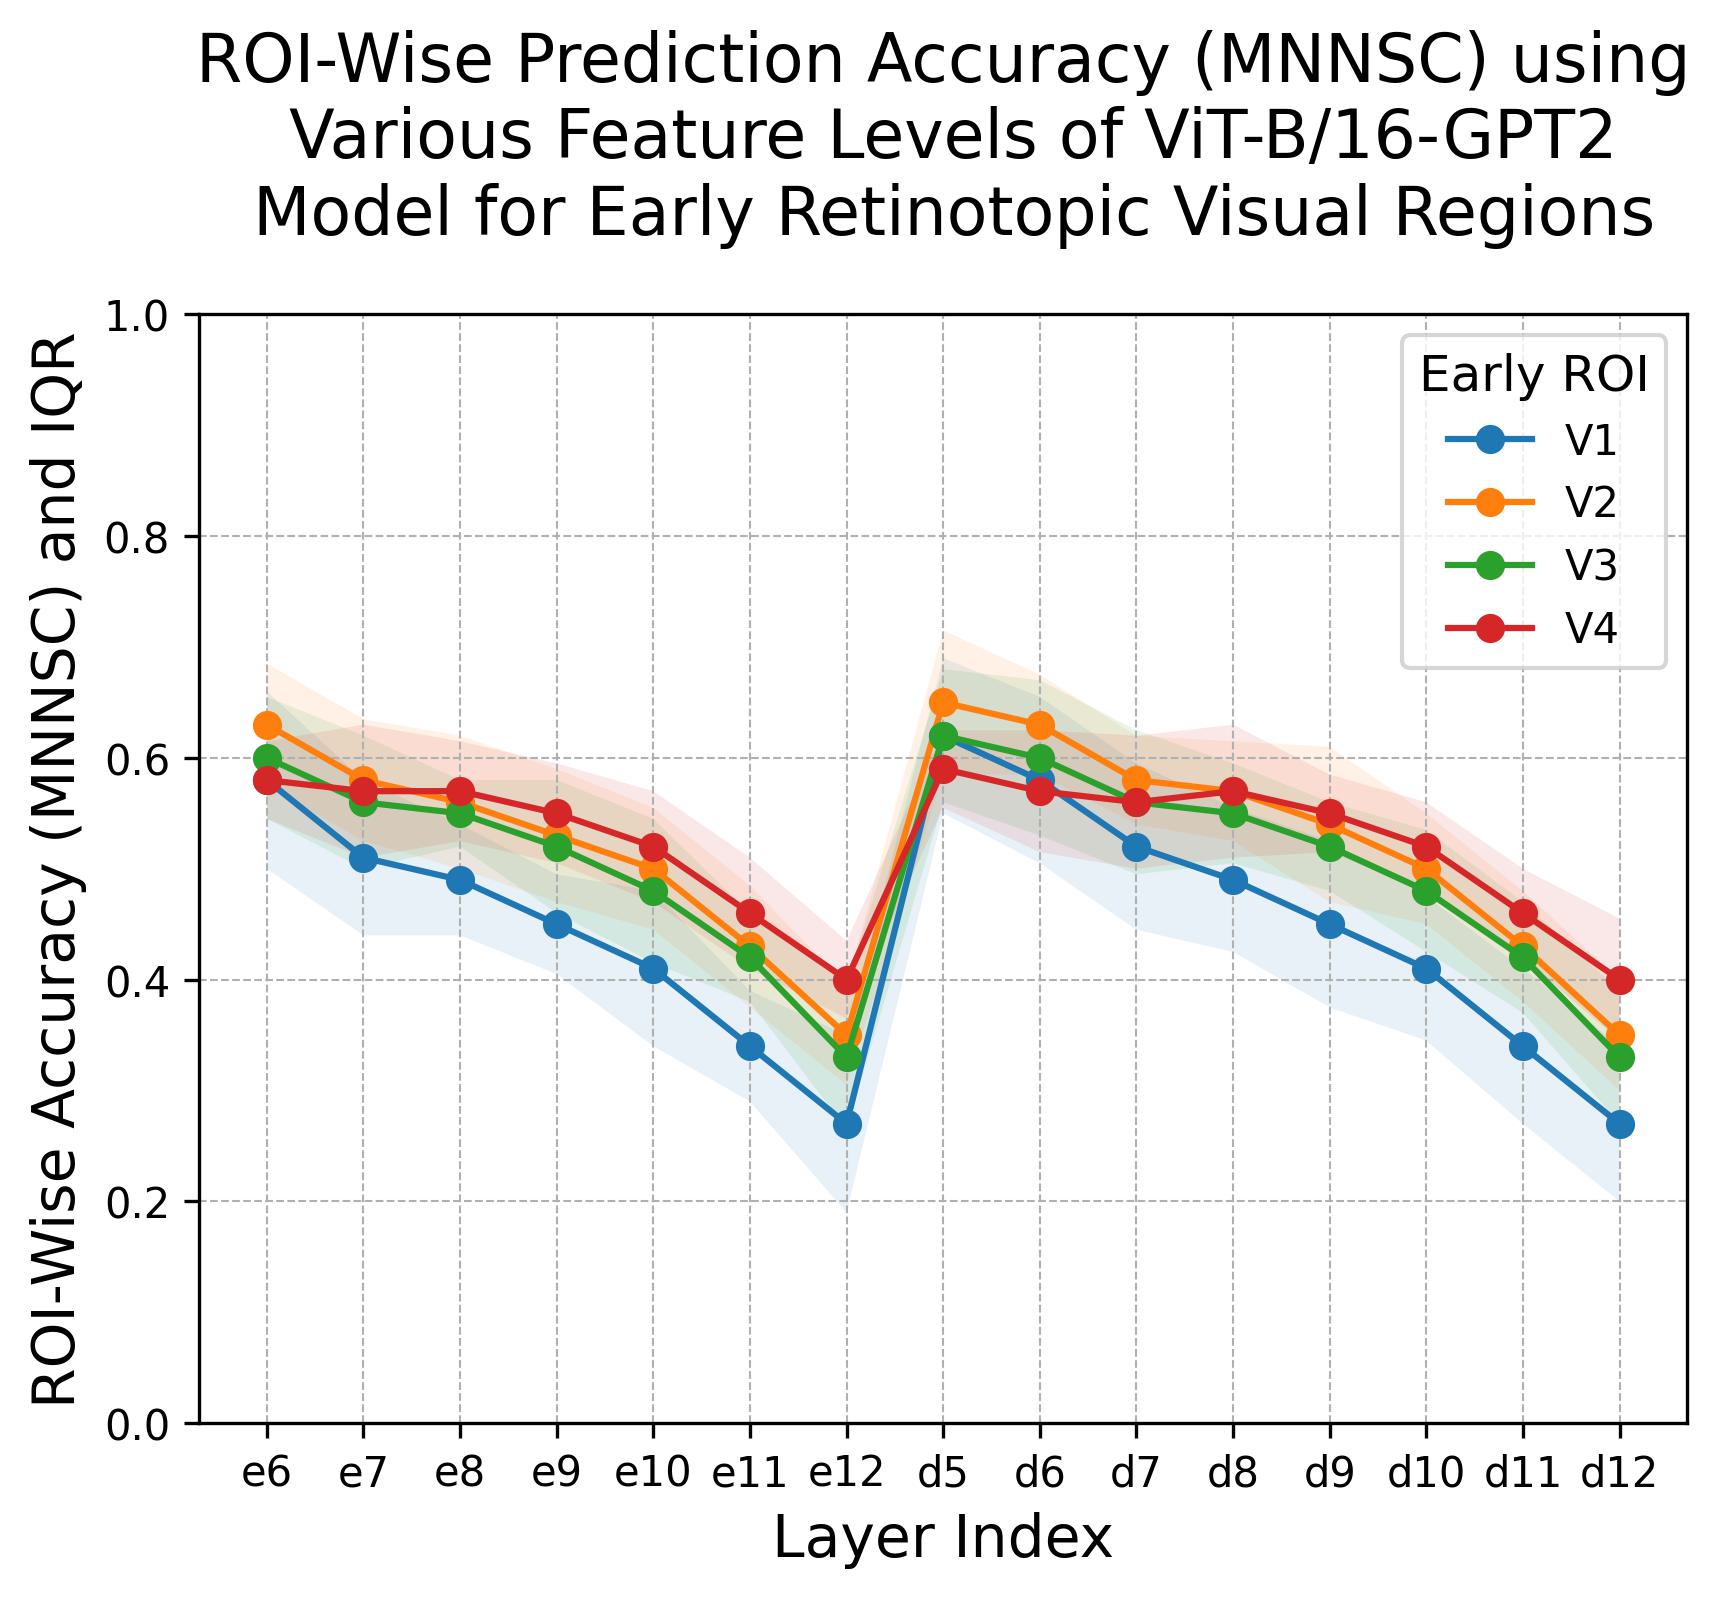 ROI-Wise Prediction Accuracy (MNNSC) using
Various Feature Levels of ViT-B/16-GPT2
Model for Early Retinotopic Visual Regions
ROI-Wise Accuracy (MNNSC) and IQR
1.0
0.8
0.6
0.4
0.2
0.0
Early ROI
V1
V2
V3
V4
e6 e7 e8 e9 e10 e11 e12 d5 d6 d7 d8 d9 d10 d11 d12
Layer Index